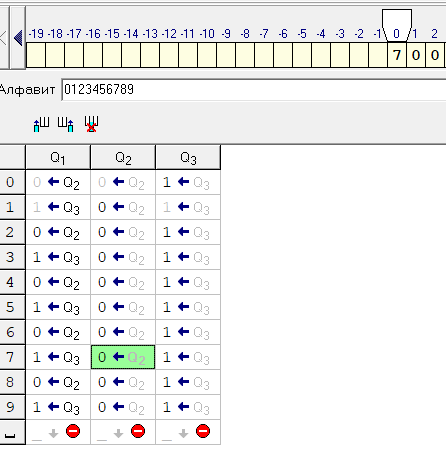 -19 -18 -17 -16 -15 -14 -13 -12 -11 -10 -9 -8 -7 -6 -5 -4 -3 -2 -1 0 1 2
7 0 0
Алфавит 0123456789
Q1 Q2 Q3
0 0 ← Q2 0 ← Q2 1 ← Q3
1 1 ← Q3 0 ← Q2 1 ← Q3
2 0 ← Q2 0 ← Q2 1 ← Q3
3 1 ← Q3 0 ← Q2 1 ← Q3
4 0 ← Q2 0 ← Q2 1 ← Q3
5 1 ← Q3 0 ← Q2 1 ← Q3
6 0 ← Q2 0 ← Q2 1 ← Q3
7 1 ← Q3 0 ← Q2 1 ← Q3
8 0 ← Q2 0 ← Q2 1 ← Q3
9 1 ← Q3 0 ← Q2 1 ← Q3
␣ _ ↓ _ ↓ _ ↓